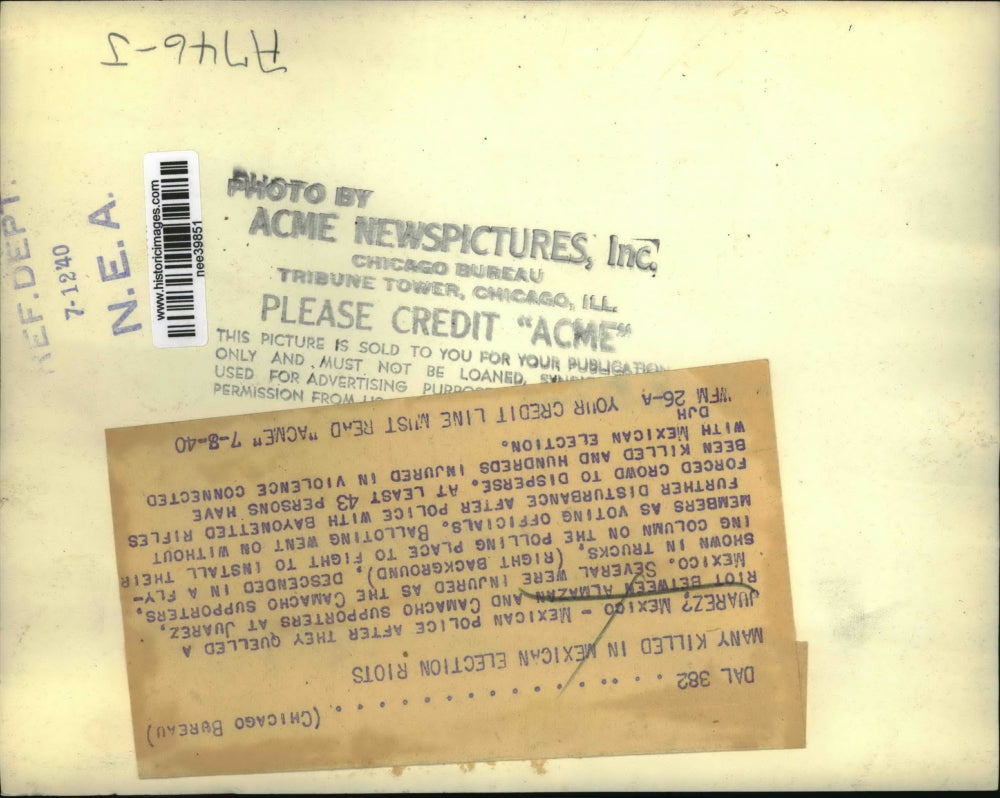 A746-J
REF. DEPT.
7-12'40
N.E.A.
www.historicimages.com
nee39851
PHOTO BY
ACME NEWSPICTURES, Inc.
CHICAGO BUREAU
TRIBUNE TOWER, CHICAGO, ILL.
PLEASE CREDIT "ACME"
THIS PICTURE IS SOLD TO YOU FOR YOUR PUBLICATION
ONLY AND MUST NOT BE LOANED,
USED FOR ADVERTISING
PERMISSION FROM
DAL 382 . . . . . . . . . . . . . . . . (CHICAGO BUREAU)
MANY KILLED IN MEXICAN ELECTION RIOTS
JUAREZ, MEXICO - MEXICAN POLICE AFTER THEY QUELLED A
RIOT BETWEEN ALMAZAN AND CAMACHO SUPPORTERS AT JUAREZ,
MEXICO. SEVERAL WERE INJURED AS THE CAMACHO SUPPORTERS,
SHOWN IN TRUCKS, (RIGHT BACKGROUND), DESCENDED IN A FLY-
ING COLUMN ON THE POLLING PLACE TO FIGHT TO INSTALL THEIR
MEMBERS AS VOTING OFFICIALS. BALLOTING WENT ON WITHOUT
FURTHER DISTURBANCE AFTER POLICE WITH BAYONETTED RIFLES
FORCED CROWD TO DISPERSE. AT LEAST 43 PERSONS HAVE
BEEN KILLED AND HUNDREDS INJURED IN VIOLENCE CONNECTED
WITH MEXICAN ELECTION.
DJH
WFM 26-A YOUR CREDIT LINE MUST READ "ACME" 7-8-40